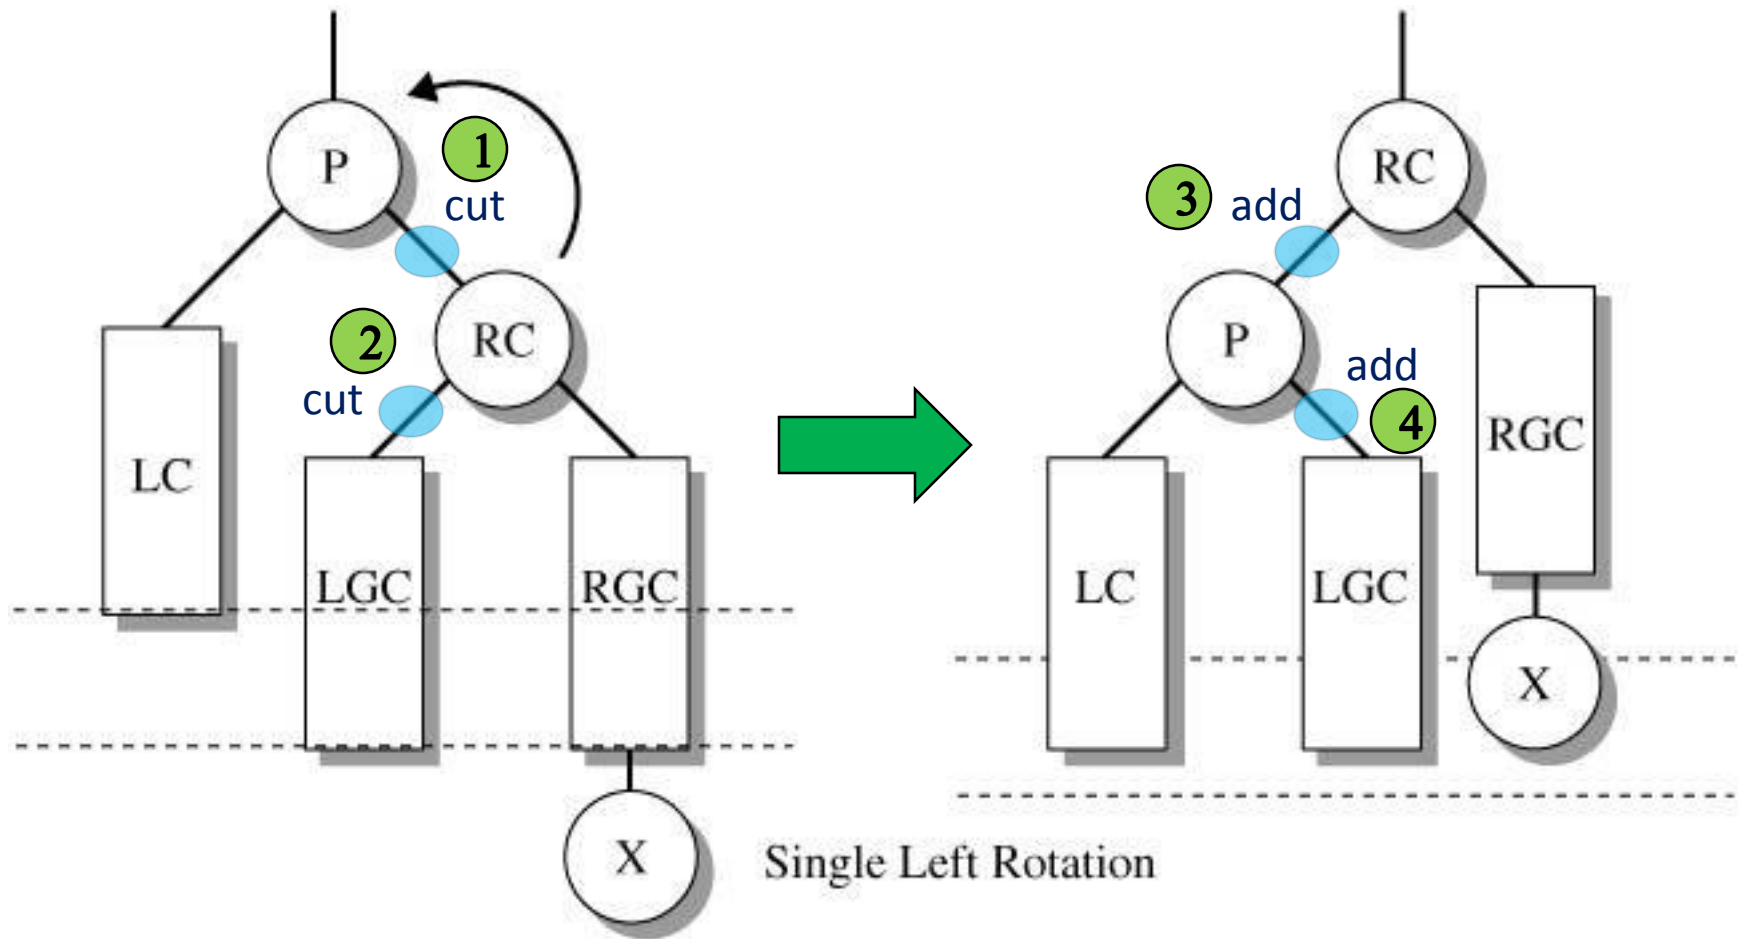 P
1
cut
RC
2
cut
LC
LGC
RGC
X
RC
3 add
P
add
4
RGC
LC
LGC
X
Single Left Rotation